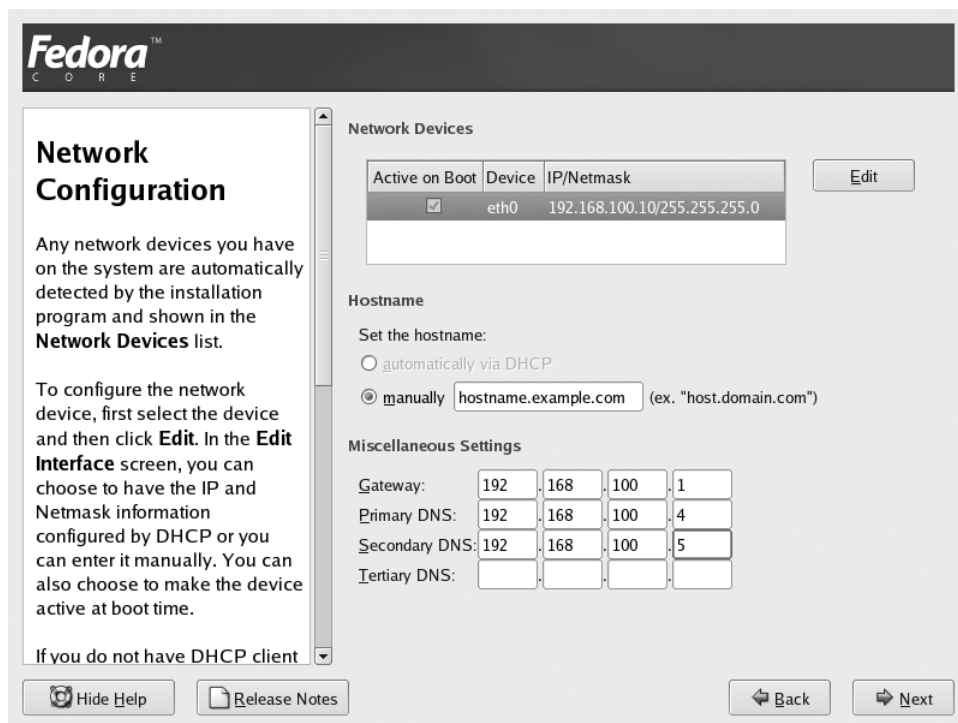 Fedora™
CORE
Network
Configuration
Any network devices you have
on the system are automatically
detected by the installation
program and shown in the
Network Devices list.
To configure the network
device, first select the device
and then click Edit. In the Edit
Interface screen, you can
choose to have the IP and
Netmask information
configured by DHCP or you
can enter it manually. You can
also choose to make the device
active at boot time.
If you do not have DHCP client
Network Devices
Active on Boot Device IP/Netmask
eth0 192.168.100.10/255.255.255.0
Edit
Hostname
Set the hostname:
automatically via DHCP
manually hostname.example.com (ex. "host.domain.com")
Miscellaneous Settings
Gateway: 192 . 168 . 100 . 1
Primary DNS: 192 . 168 . 100 . 4
Secondary DNS: 192 . 168 . 100 . 5
Tertiary DNS: . . .
Hide Help Release Notes Back Next